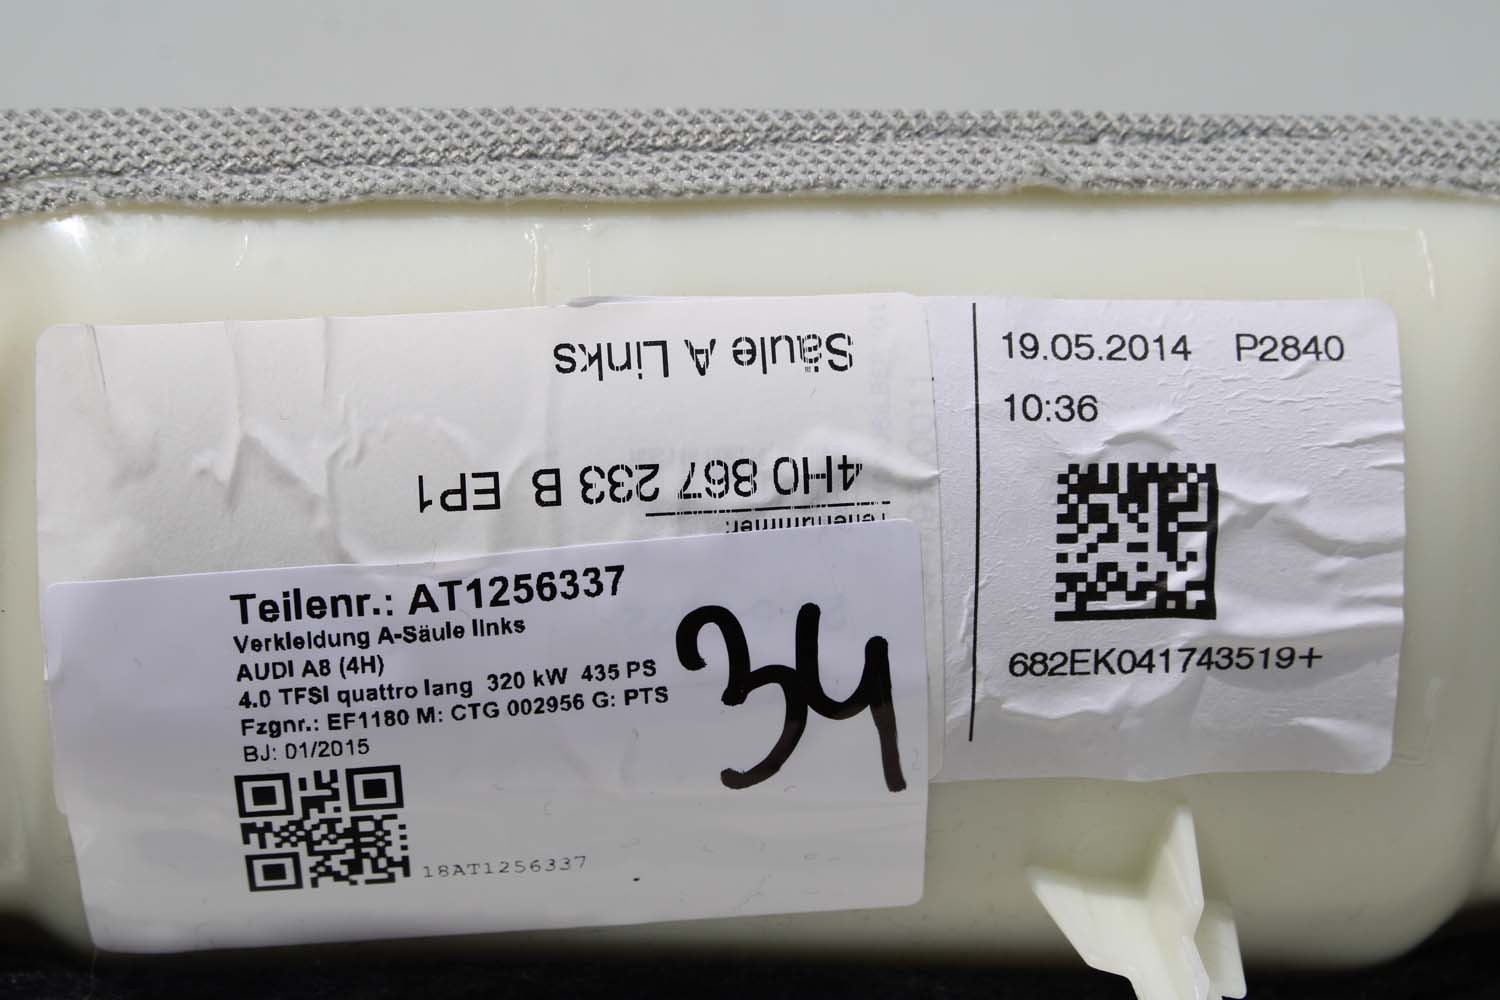 Säule A Links
4H0 867 233 B EP1
Teilenummer:
19.05.2014 P2840
10:36
682EK041743519+
Teilenr.: AT1256337
Verkleidung A-Säule links
AUDI A8 (4H)
4.0 TFSI quattro lang 320 kW 435 PS
Fzgnr.: EF1180 M: CTG 002956 G: PTS
BJ: 01/2015
18AT1256337
34